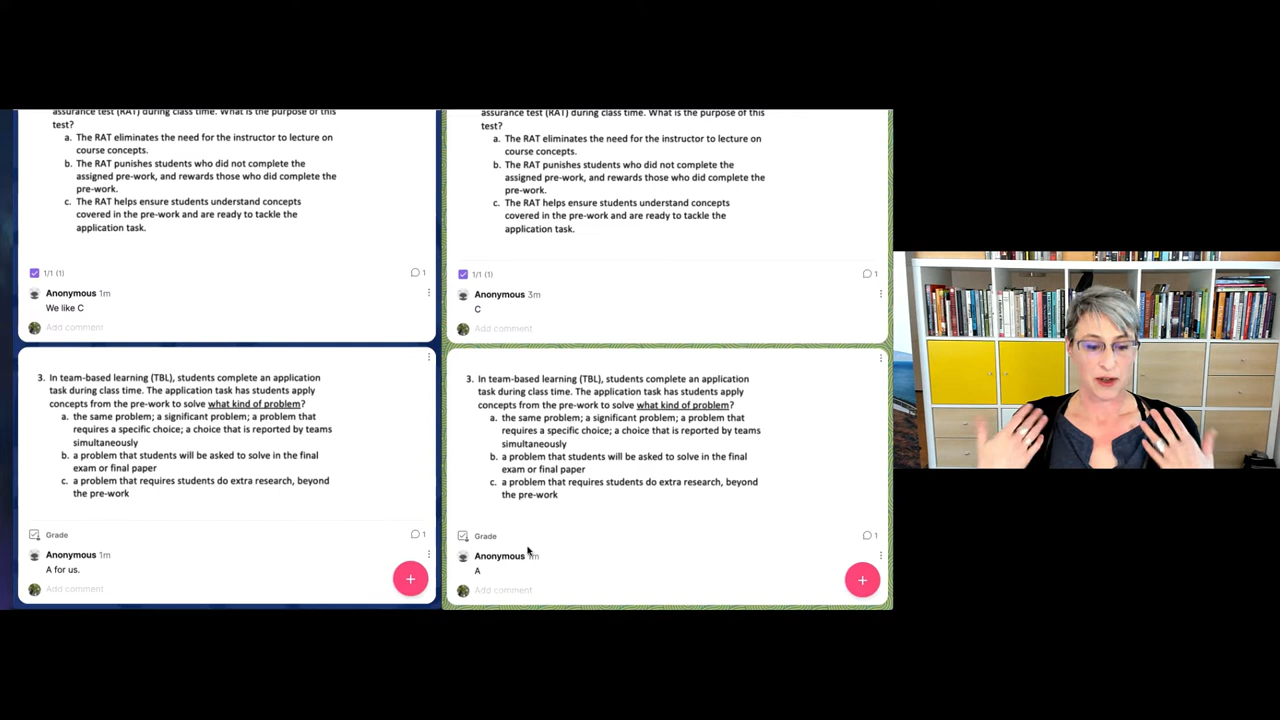 assurance test (RAT) during class time. What is the purpose of this
test?
a. The RAT eliminates the need for the instructor to lecture on
course concepts.
b. The RAT punishes students who did not complete the
assigned pre-work, and rewards those who did complete the
pre-work.
c. The RAT helps ensure students understand concepts
covered in the pre-work and are ready to tackle the
application task.
1/1 (1)
1
Anonymous 1m
We like C
Add comment
3. In team-based learning (TBL), students complete an application
task during class time. The application task has students apply
concepts from the pre-work to solve what kind of problem?
a. the same problem; a significant problem; a problem that
requires a specific choice; a choice that is reported by teams
simultaneously
b. a problem that students will be asked to solve in the final
exam or final paper
c. a problem that requires students do extra research, beyond
the pre-work
Grade
1
Anonymous 1m
A for us.
Add comment
assurance test (RAT) during class time. What is the purpose of this
test?
a. The RAT eliminates the need for the instructor to lecture on
course concepts.
b. The RAT punishes students who did not complete the
assigned pre-work, and rewards those who did complete the
pre-work.
c. The RAT helps ensure students understand concepts
covered in the pre-work and are ready to tackle the
application task.
1/1 (1)
1
Anonymous 3m
C
Add comment
3. In team-based learning (TBL), students complete an application
task during class time. The application task has students apply
concepts from the pre-work to solve what kind of problem?
a. the same problem; a significant problem; a problem that
requires a specific choice; a choice that is reported by teams
simultaneously
b. a problem that students will be asked to solve in the final
exam or final paper
c. a problem that requires students do extra research, beyond
the pre-work
Grade
1
Anonymous
A
Add comment